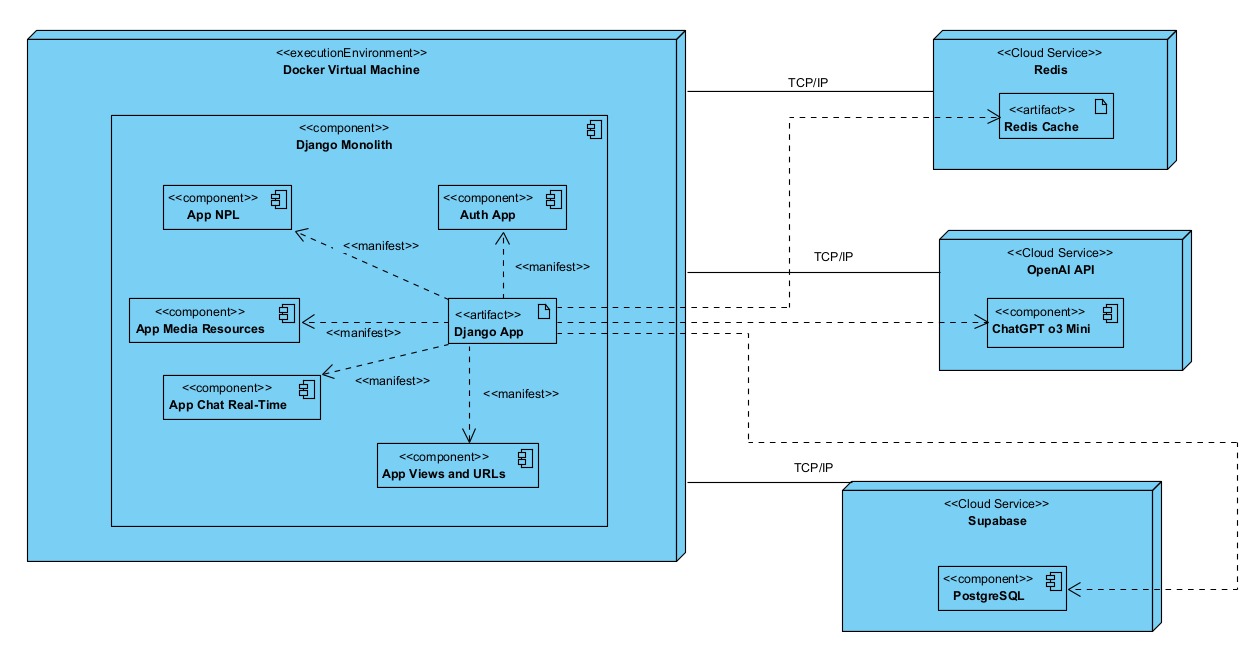 <<executionEnvironment>>
Docker Virtual Machine
<<component>>
Django Monolith
<<component>>
App NPL
<<component>>
Auth App
<<manifest>>
<<manifest>>
<<component>>
App Media Resources
<<artifact>>
Django App
<<manifest>>
<<manifest>>
<<component>>
App Chat Real-Time
<<manifest>>
<<component>>
App Views and URLs
TCP/IP
<<Cloud Service>>
Redis
<<artifact>>
Redis Cache
TCP/IP
<<Cloud Service>>
OpenAI API
<<component>>
ChatGPT o3 Mini
TCP/IP
<<Cloud Service>>
Supabase
<<component>>
PostgreSQL